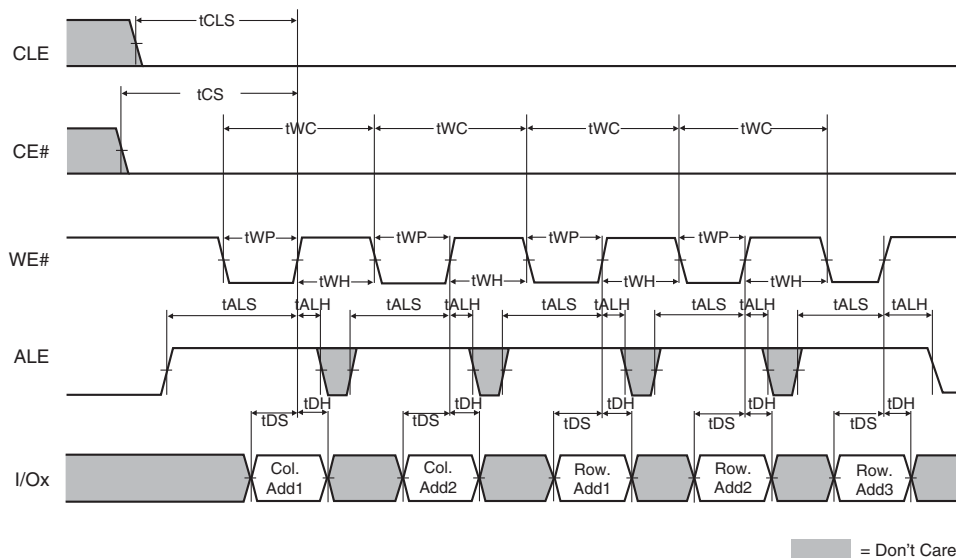 tCLS
CLE
tCS
tWC tWC tWC tWC
CE#
tWP tWP tWP tWP
WE#
tWH tWH tWH tWH
tALS tALH tALS tALH tALS tALH tALS tALH tALS tALH
ALE
tDH tDH tDH tDH tDH
tDS tDS tDS tDS tDS
I/Ox
Col. Add1
Col. Add2
Row. Add1
Row. Add2
Row. Add3
= Don't Care